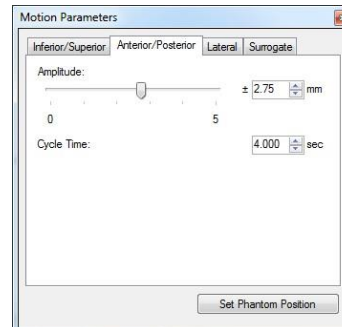 Motion Parameters
Inferior/Superior Anterior/Posterior Lateral Surrogate
Amplitude:
± 2.75 mm
0 5
Cycle Time: 4.000 sec
Set Phantom Position